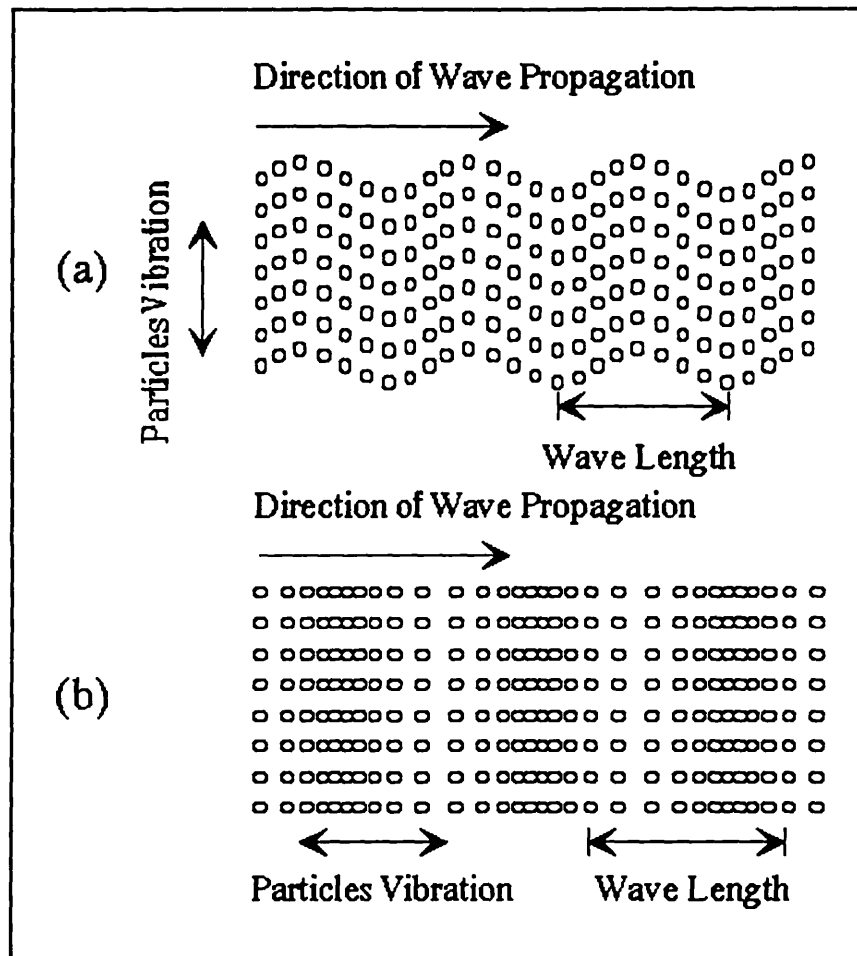 Direction of Wave Propagation
(a)
Particles Vibration
Wave Length
Direction of Wave Propagation
(b)
Particles Vibration
Wave Length